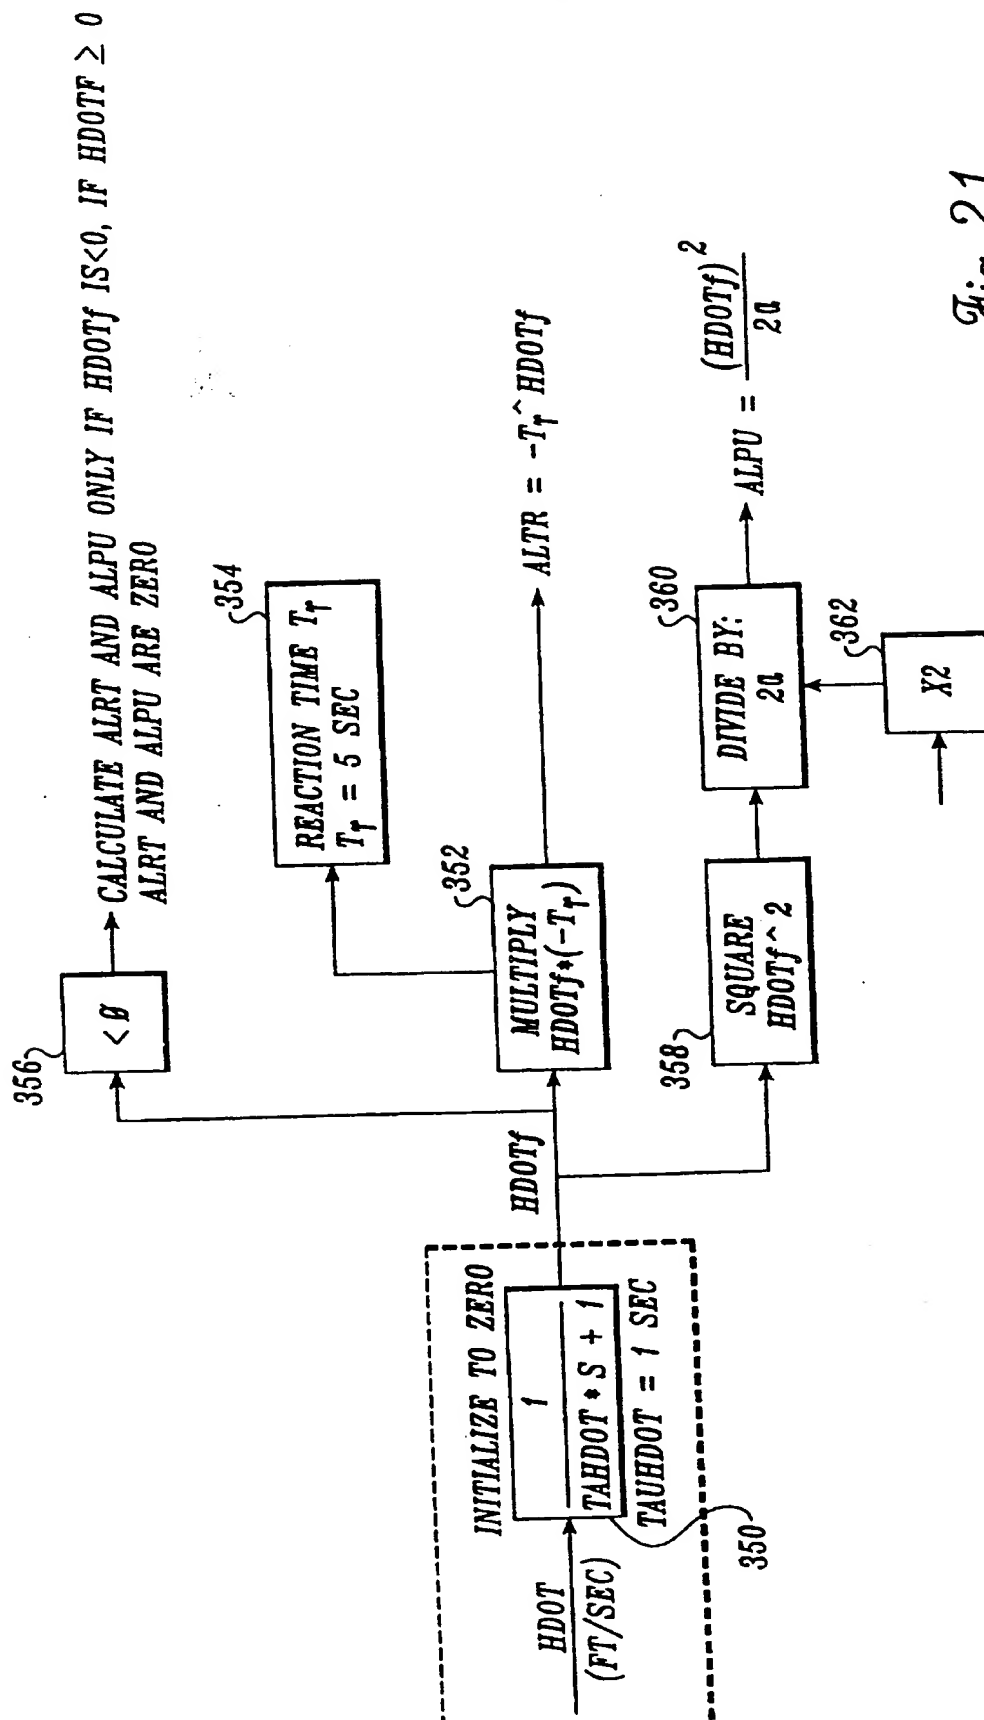 356
< Ø
CALCULATE ALRT AND ALPU ONLY IF HDOTf IS<0, IF HDOTF ≥ 0
ALRT AND ALPU ARE ZERO
354
REACTION TIME Tr
Tr = 5 SEC
352
MULTIPLY
HDOTf*(-Tr)
ALTR = -Tr^HDOTf
INITIALIZE TO ZERO
HDOT
(FT/SEC)
1
TAHDOT * S + 1
TAUHDOT = 1 SEC
350
HDOTf
358
SQUARE
HDOTf^2
360
DIVIDE BY:
2a
ALPU = (HDOTf)²
2a
362
X2
Fig. 21